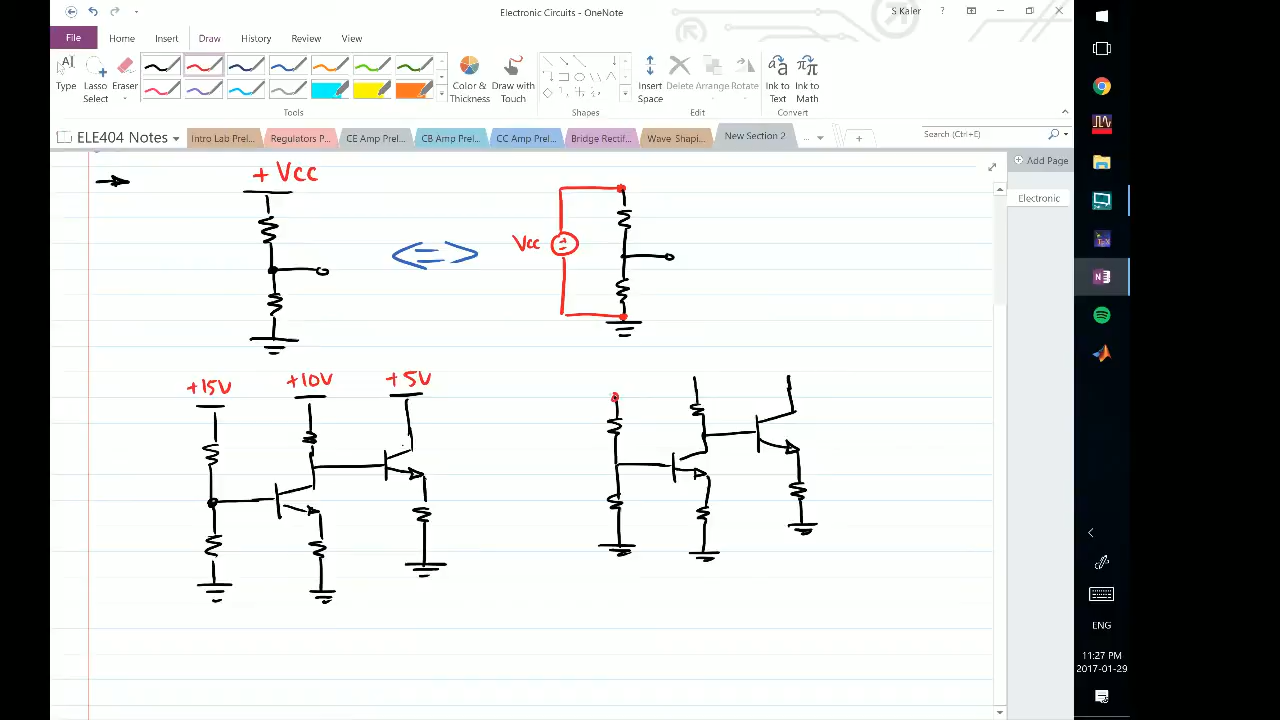 Electronic Circuits - OneNote
S Kaler
?
File
Home
Insert
Draw
History
Review
View
Type
Lasso Select
Eraser
Color & Thickness
Draw with Touch
Insert Space
Delete
Arrange
Rotate
Ink to Text
Ink to Math
Tools
Shapes
Edit
Convert
ELE404 Notes
Intro Lab Prel...
Regulators P...
CE Amp Prel...
CB Amp Prel...
CC Amp Prel...
Bridge Rectif...
Wave Shapi...
New Section 2
...
Search (Ctrl+E)
Add Page
Electronic
+ Vcc
Vcc
+15V
+10V
+5V
ENG
11:27 PM
2017-01-29